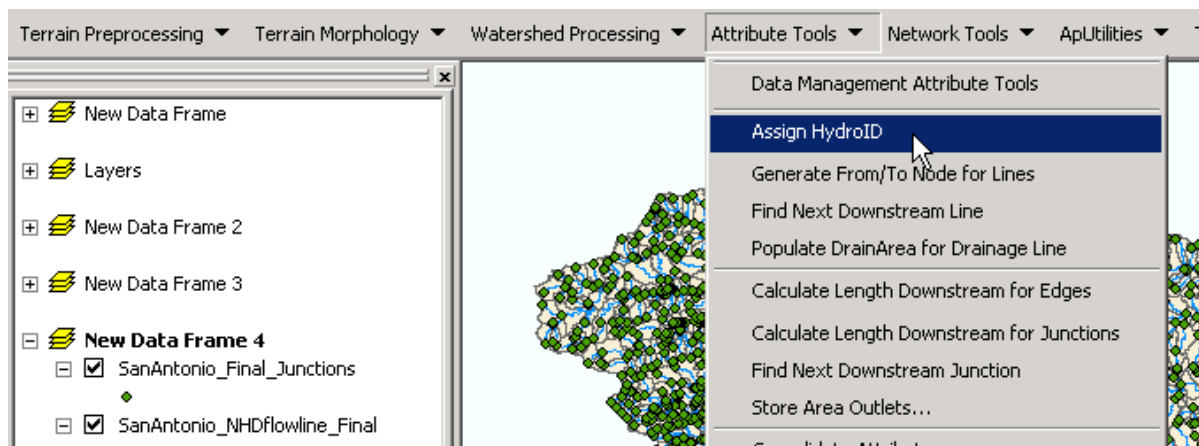 Terrain Preprocessing Terrain Morphology Watershed Processing Attribute Tools Network Tools ApUtilities
New Data Frame
Layers
New Data Frame 2
New Data Frame 3
New Data Frame 4
SanAntonio_Final_Junctions
SanAntonio_NHDflowline_Final
Data Management Attribute Tools
Assign HydroID
Generate From/To Node for Lines
Find Next Downstream Line
Populate DrainArea for Drainage Line
Calculate Length Downstream for Edges
Calculate Length Downstream for Junctions
Find Next Downstream Junction
Store Area Outlets...